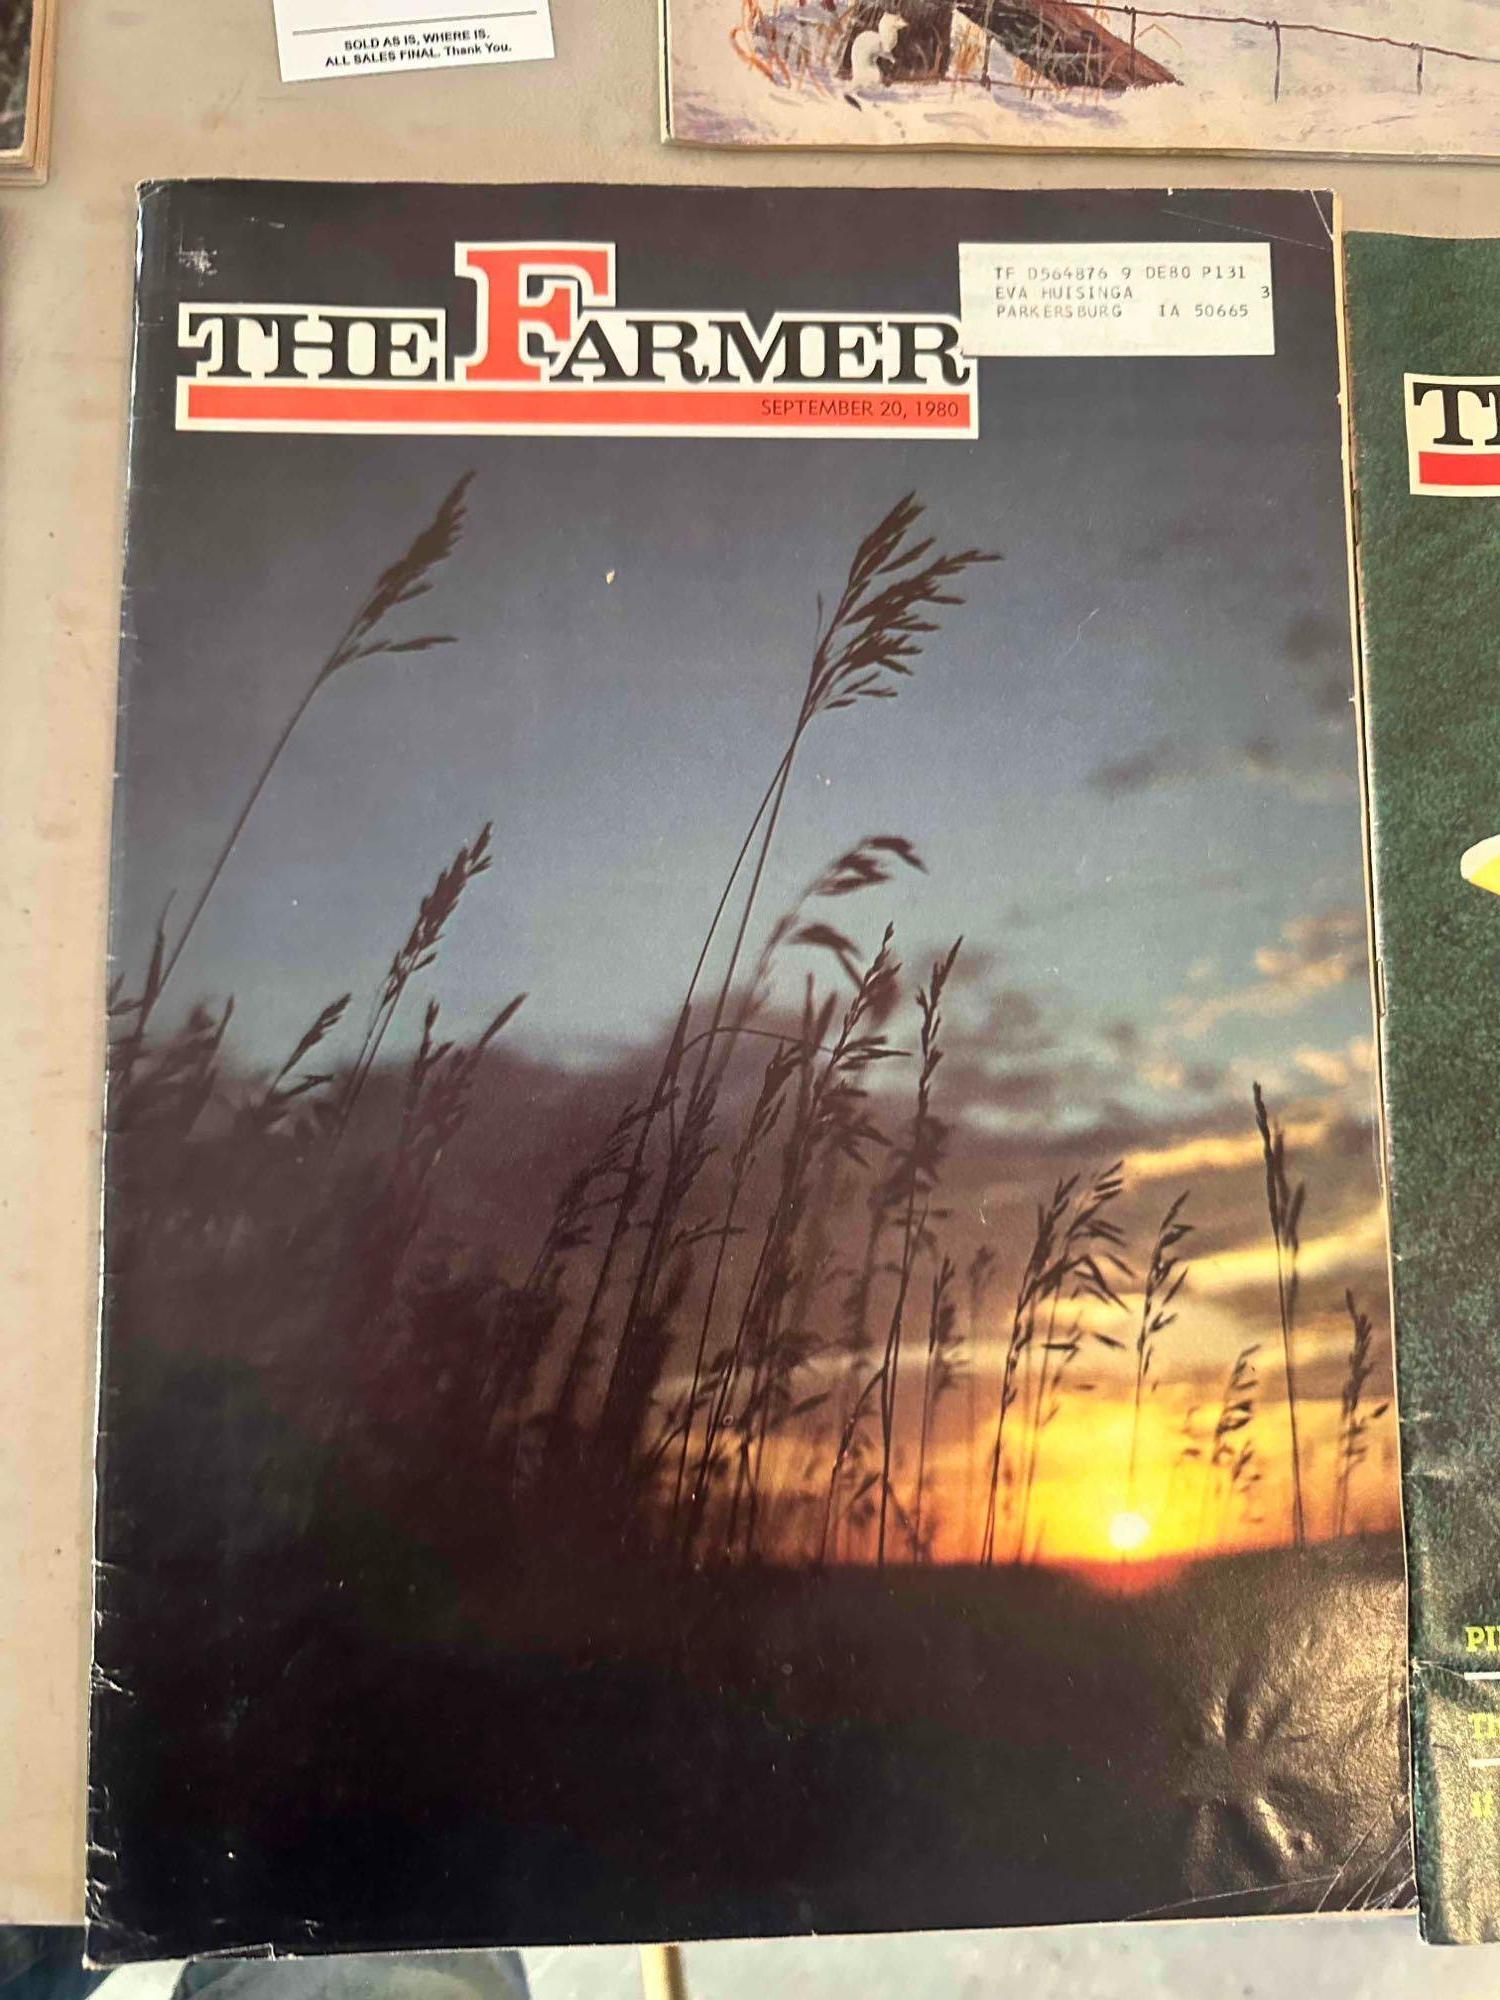 SOLD AS IS, WHERE IS.
ALL SALES FINAL. Thank You.
THE FARMER
SEPTEMBER 20, 1980
TF D564876 9 DE80 P131
EVA HUISINGA 3
PARKERSBURG IA 50665